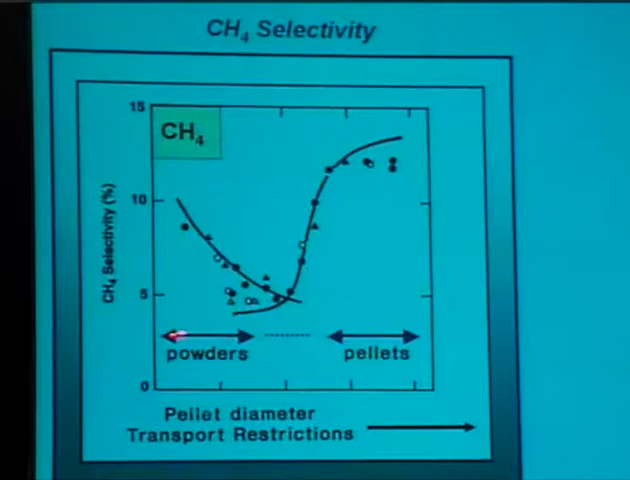 CH₄ Selectivity
15
CH₄
10
CH₄ Selectivity (%)
5
powders
pellets
0
Pellet diameter
Transport Restrictions